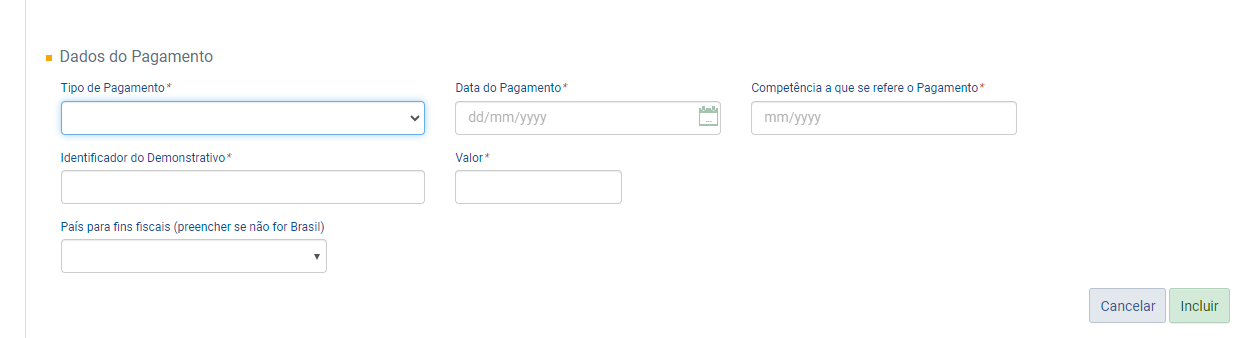 Dados do Pagamento
Tipo de Pagamento* Data do Pagamento* Competência a que se refere o Pagamento*
dd/mm/yyyy mm/yyyy
Identificador do Demonstrativo* Valor*
País para fins fiscais (preencher se não for Brasil)
Cancelar Incluir